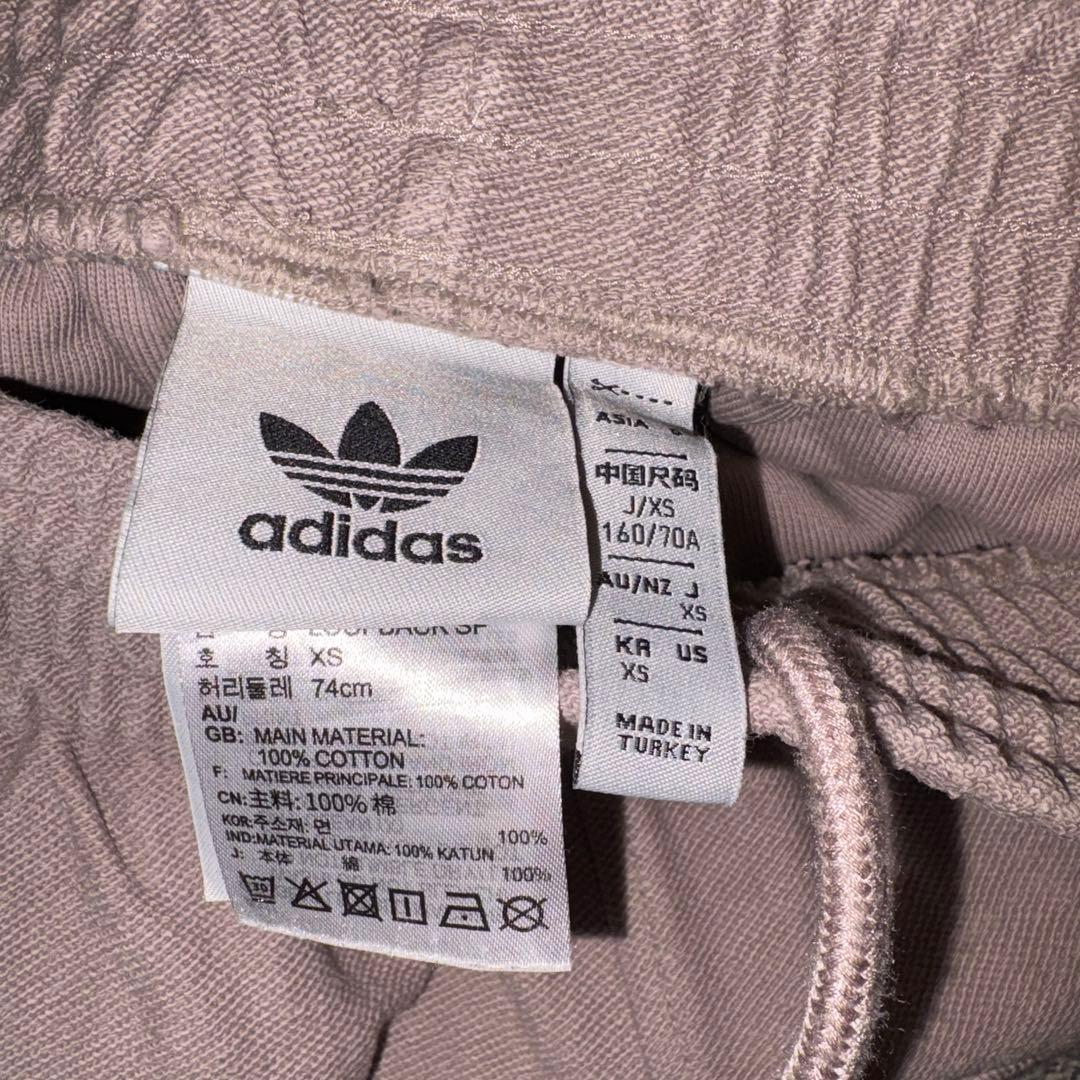 adidas
ASIA
中国尺码
J/XS
160/70A
AU/NZ J
XS
KR US
XS
MADE IN
TURKEY
호 칭 XS
허리둘레 74cm
AU/
GB: MAIN MATERIAL:
100% COTTON
F: MATIERE PRINCIPALE: 100% COTON
CN:主料: 100% 棉
KOR:주소재: 면 100%
IND:MATERIAL UTAMA: 100% KATUN
J: 本体 綿 100%
30